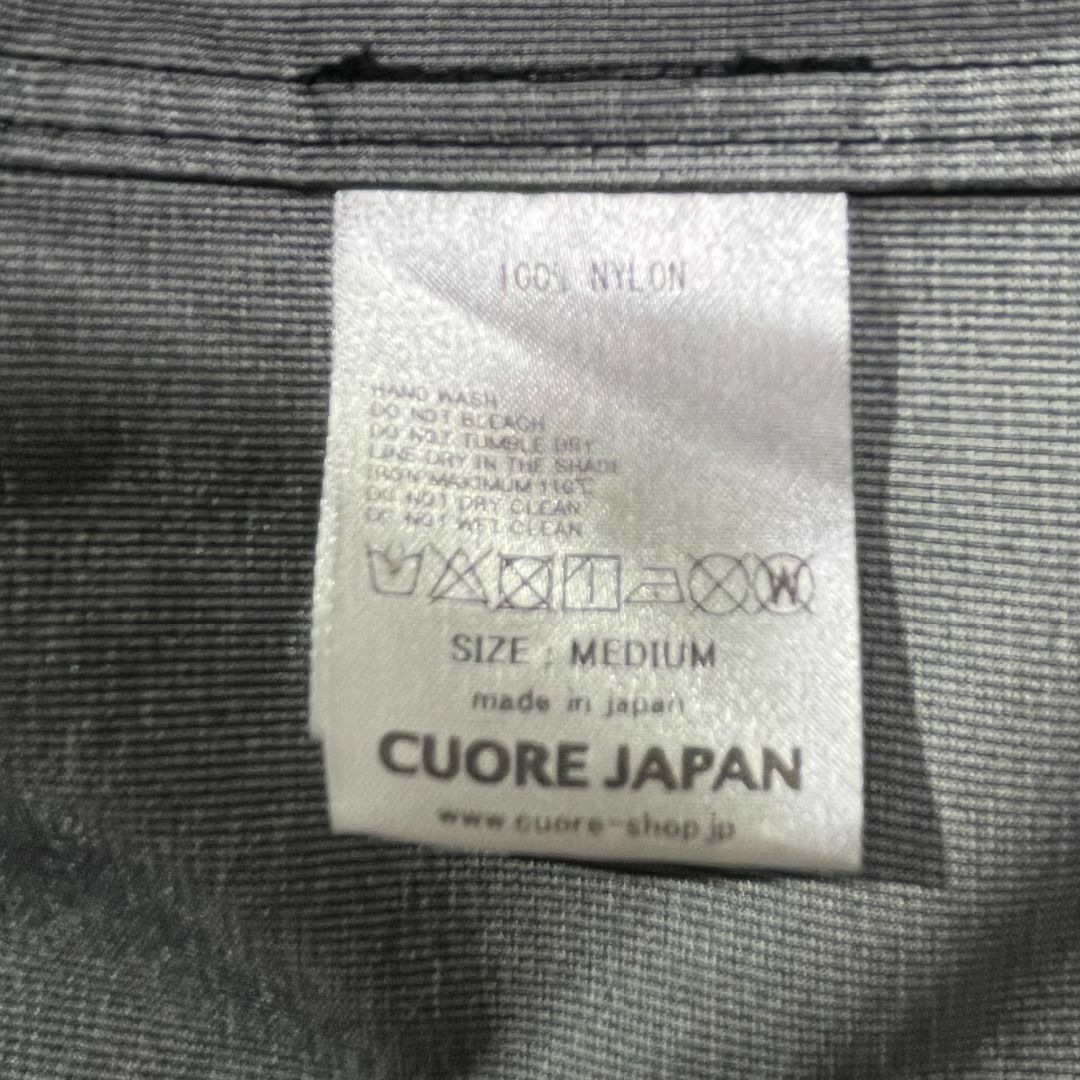 100% NYLON
HAND WASH
DO NOT BLEACH
DO NOT TUMBLE DRY
LINE DRY IN THE SHADE
IRON MAXIMUM 110℃
DO NOT DRY CLEAN
DO NOT WET CLEAN
W
SIZE : MEDIUM
made in japan
CUORE JAPAN
www.cuore-shop.jp